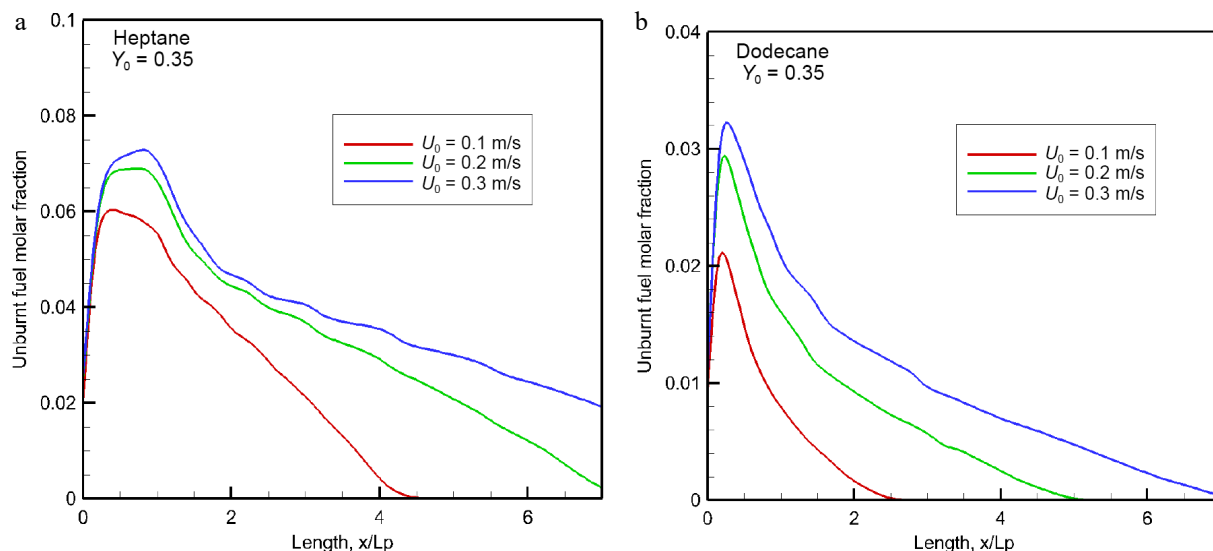 a
Heptane
Y0 = 0.35
U0 = 0.1 m/s
U0 = 0.2 m/s
U0 = 0.3 m/s
Unburnt fuel molar fraction
0.1
0.08
0.06
0.04
0.02
0
0
2
4
6
Length, x/Lp
b
Dodecane
Y0 = 0.35
U0 = 0.1 m/s
U0 = 0.2 m/s
U0 = 0.3 m/s
Unburnt fuel molar fraction
0.04
0.03
0.02
0.01
0
0
2
4
6
Length, x/Lp